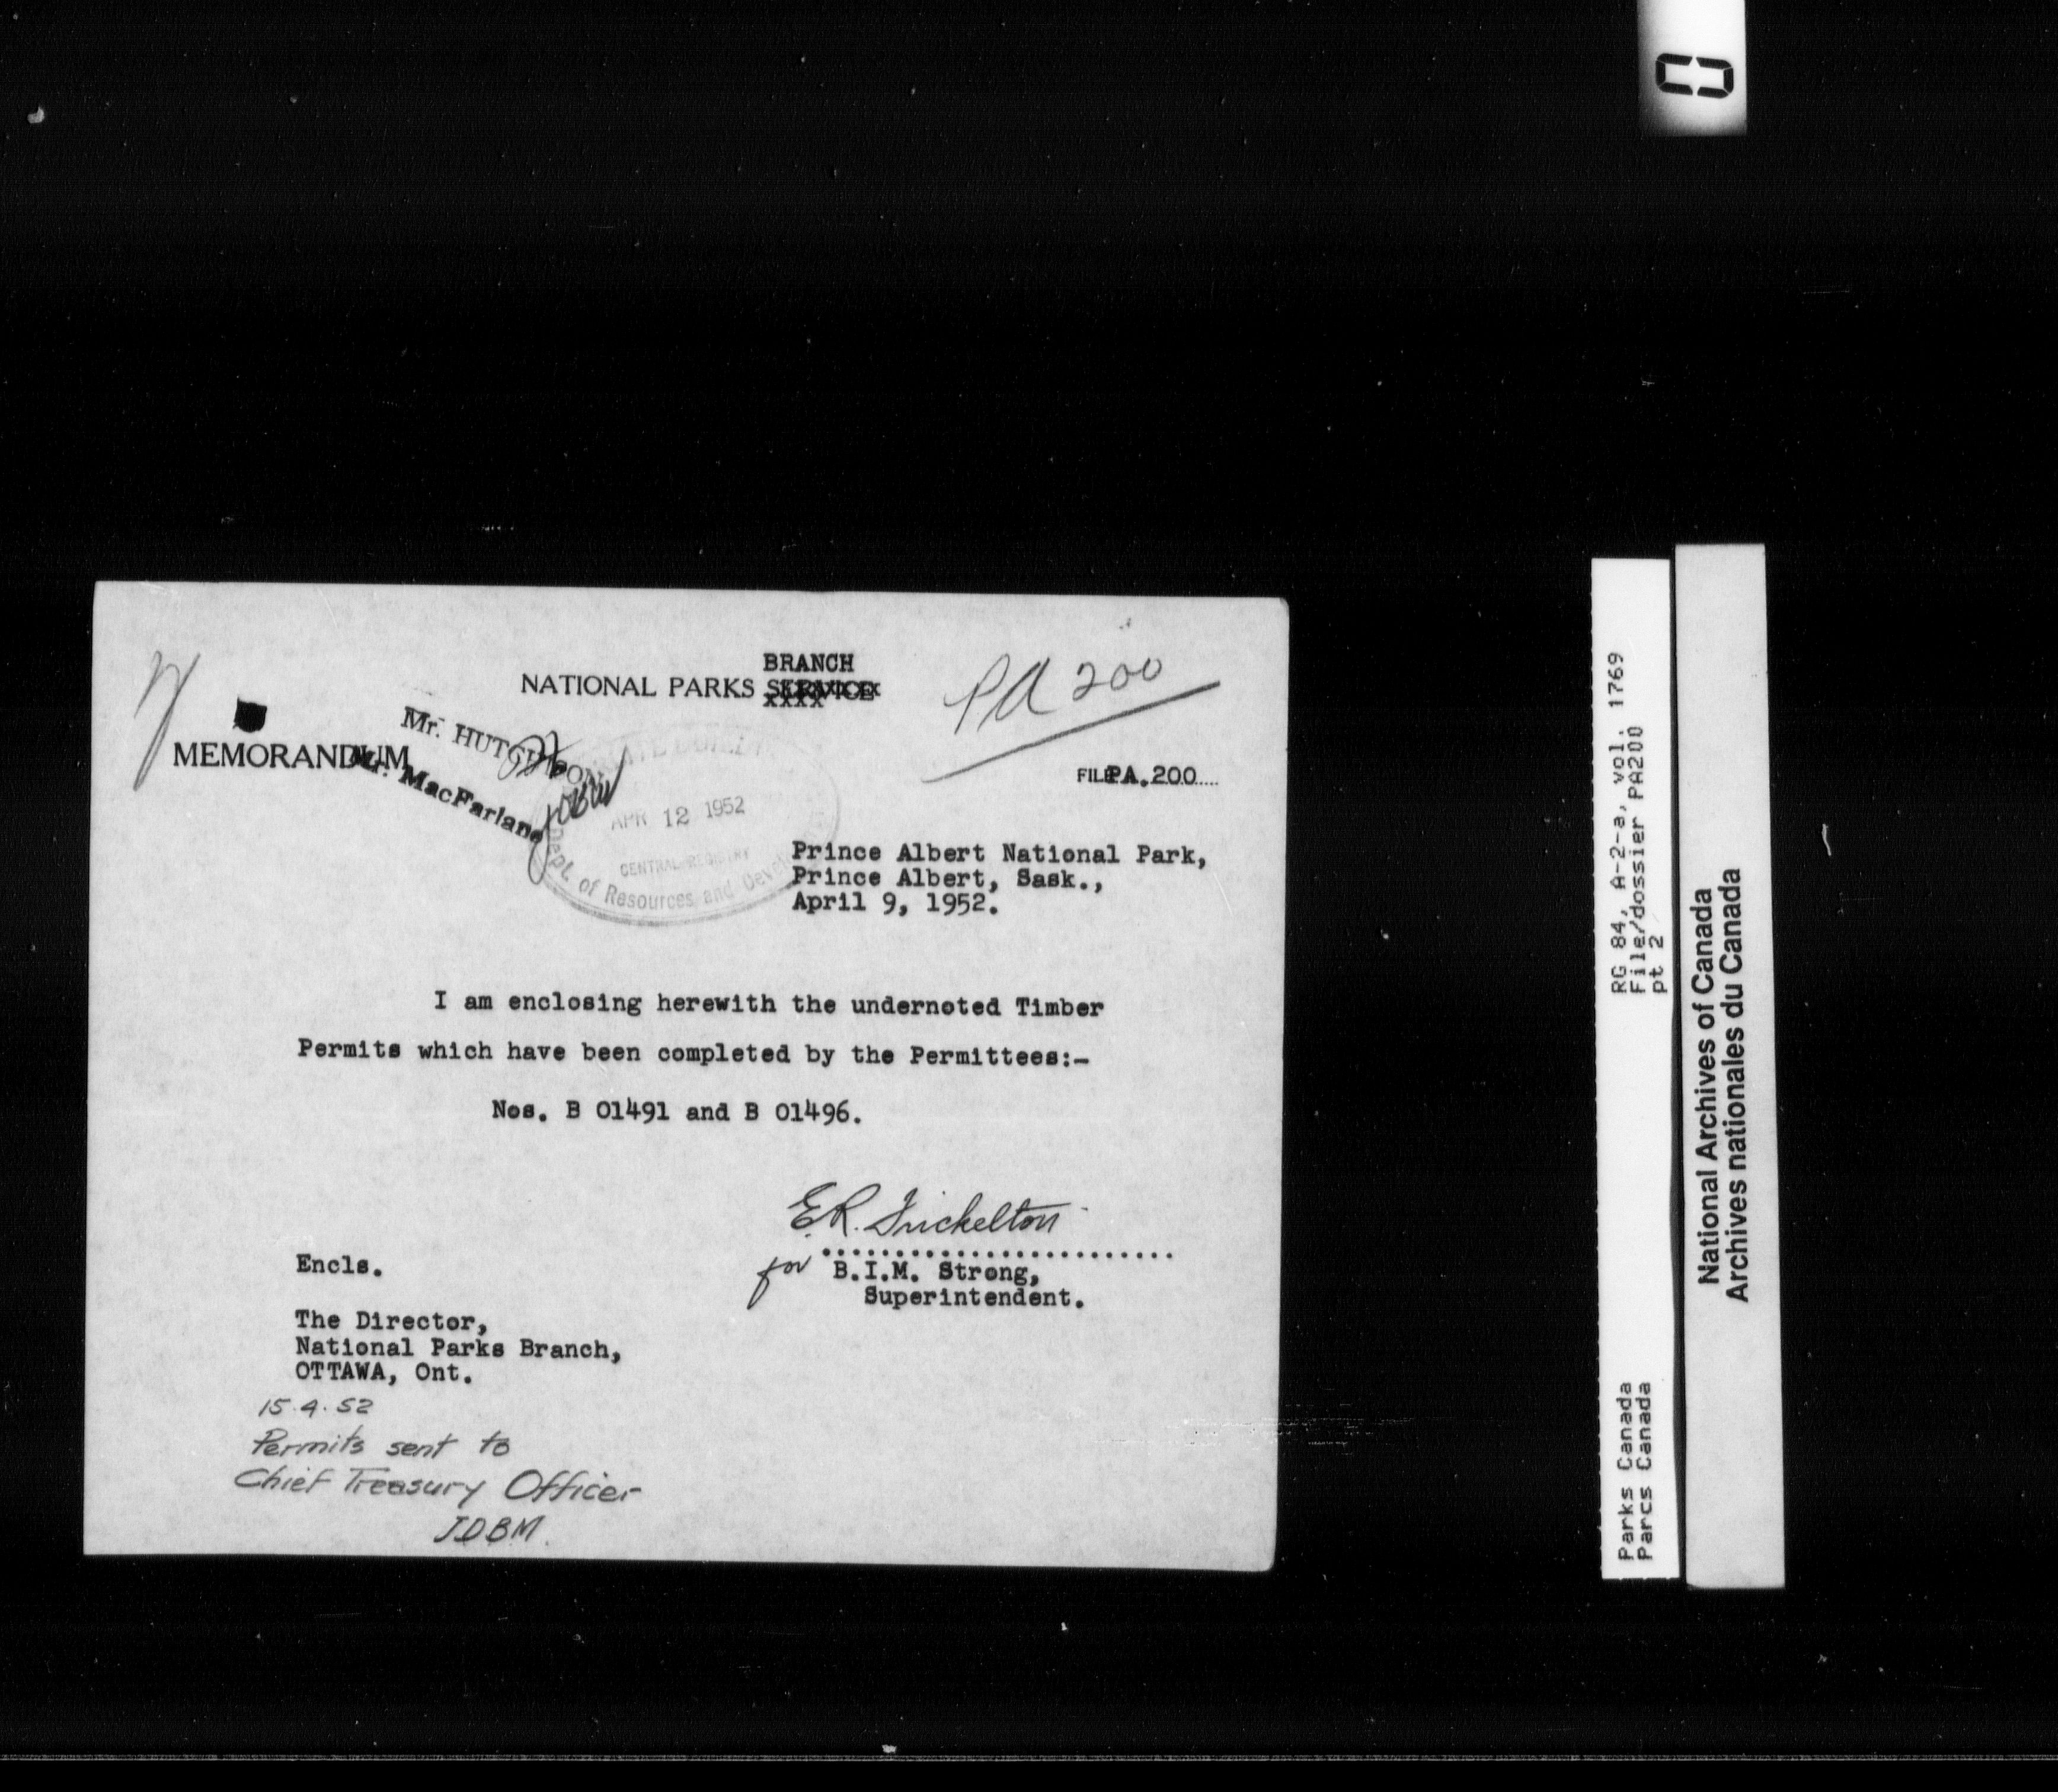 BRANCH
NATIONAL PARKS SERVICE
xxxx
PA 200
Mr. HUTCHISON
MEMORANDUM
Mr. MacFarlane
JDBM
FILE PA.200
APR 12 1952
CENTRAL REGISTRY
Dept. of Resources and
Prince Albert National Park,
Prince Albert, Sask.,
April 9, 1952.
I am enclosing herewith the undernoted Timber
Permits which have been completed by the Permittees:-
Nos. B 01491 and B 01496.
E.R. Trickelton
for B.I.M. Strong,
Superintendent.
Encls.
The Director,
National Parks Branch,
OTTAWA, Ont.
15.4.52
Permits sent to
Chief Treasury Officer
JDBM.
RG 84, A-2-a, vol. 1769
File/dossier PA200
pt 2
Parks Canada
Parcs Canada
National Archives of Canada
Archives nationales du Canada